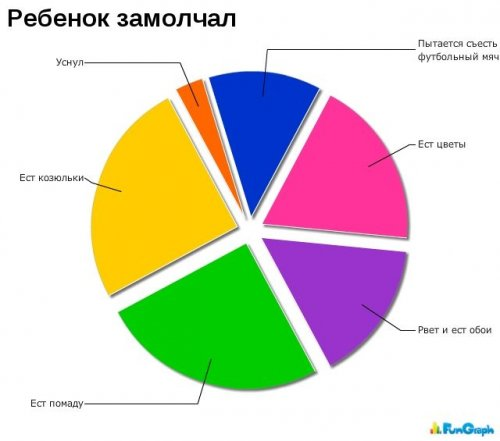 Ребенок замолчал
Пытается съесть
футбольный мяч
Уснул
Ест цветы
Ест козюльки
Рвет и ест обои
Ест помаду
FunGraph